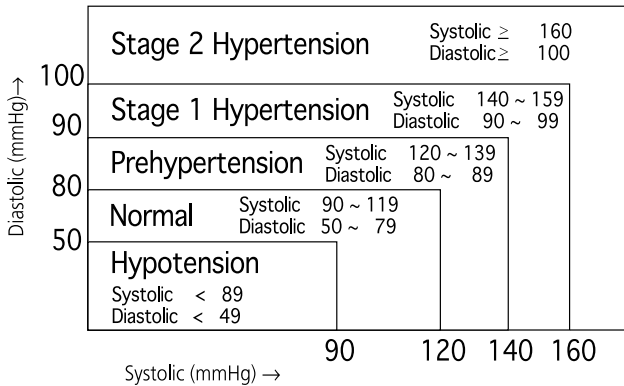 Stage 2 Hypertension
Systolic ≥ 160
Diastolic ≥ 100
100
Stage 1 Hypertension
Systolic 140 ~ 159
Diastolic 90 ~ 99
90
Prehypertension
Systolic 120 ~ 139
Diastolic 80 ~ 89
80
Normal
Systolic 90 ~ 119
Diastolic 50 ~ 79
50
Hypotension
Systolic < 89
Diastolic < 49
Diastolic (mmHg)→
90 120 140 160
Systolic (mmHg) →